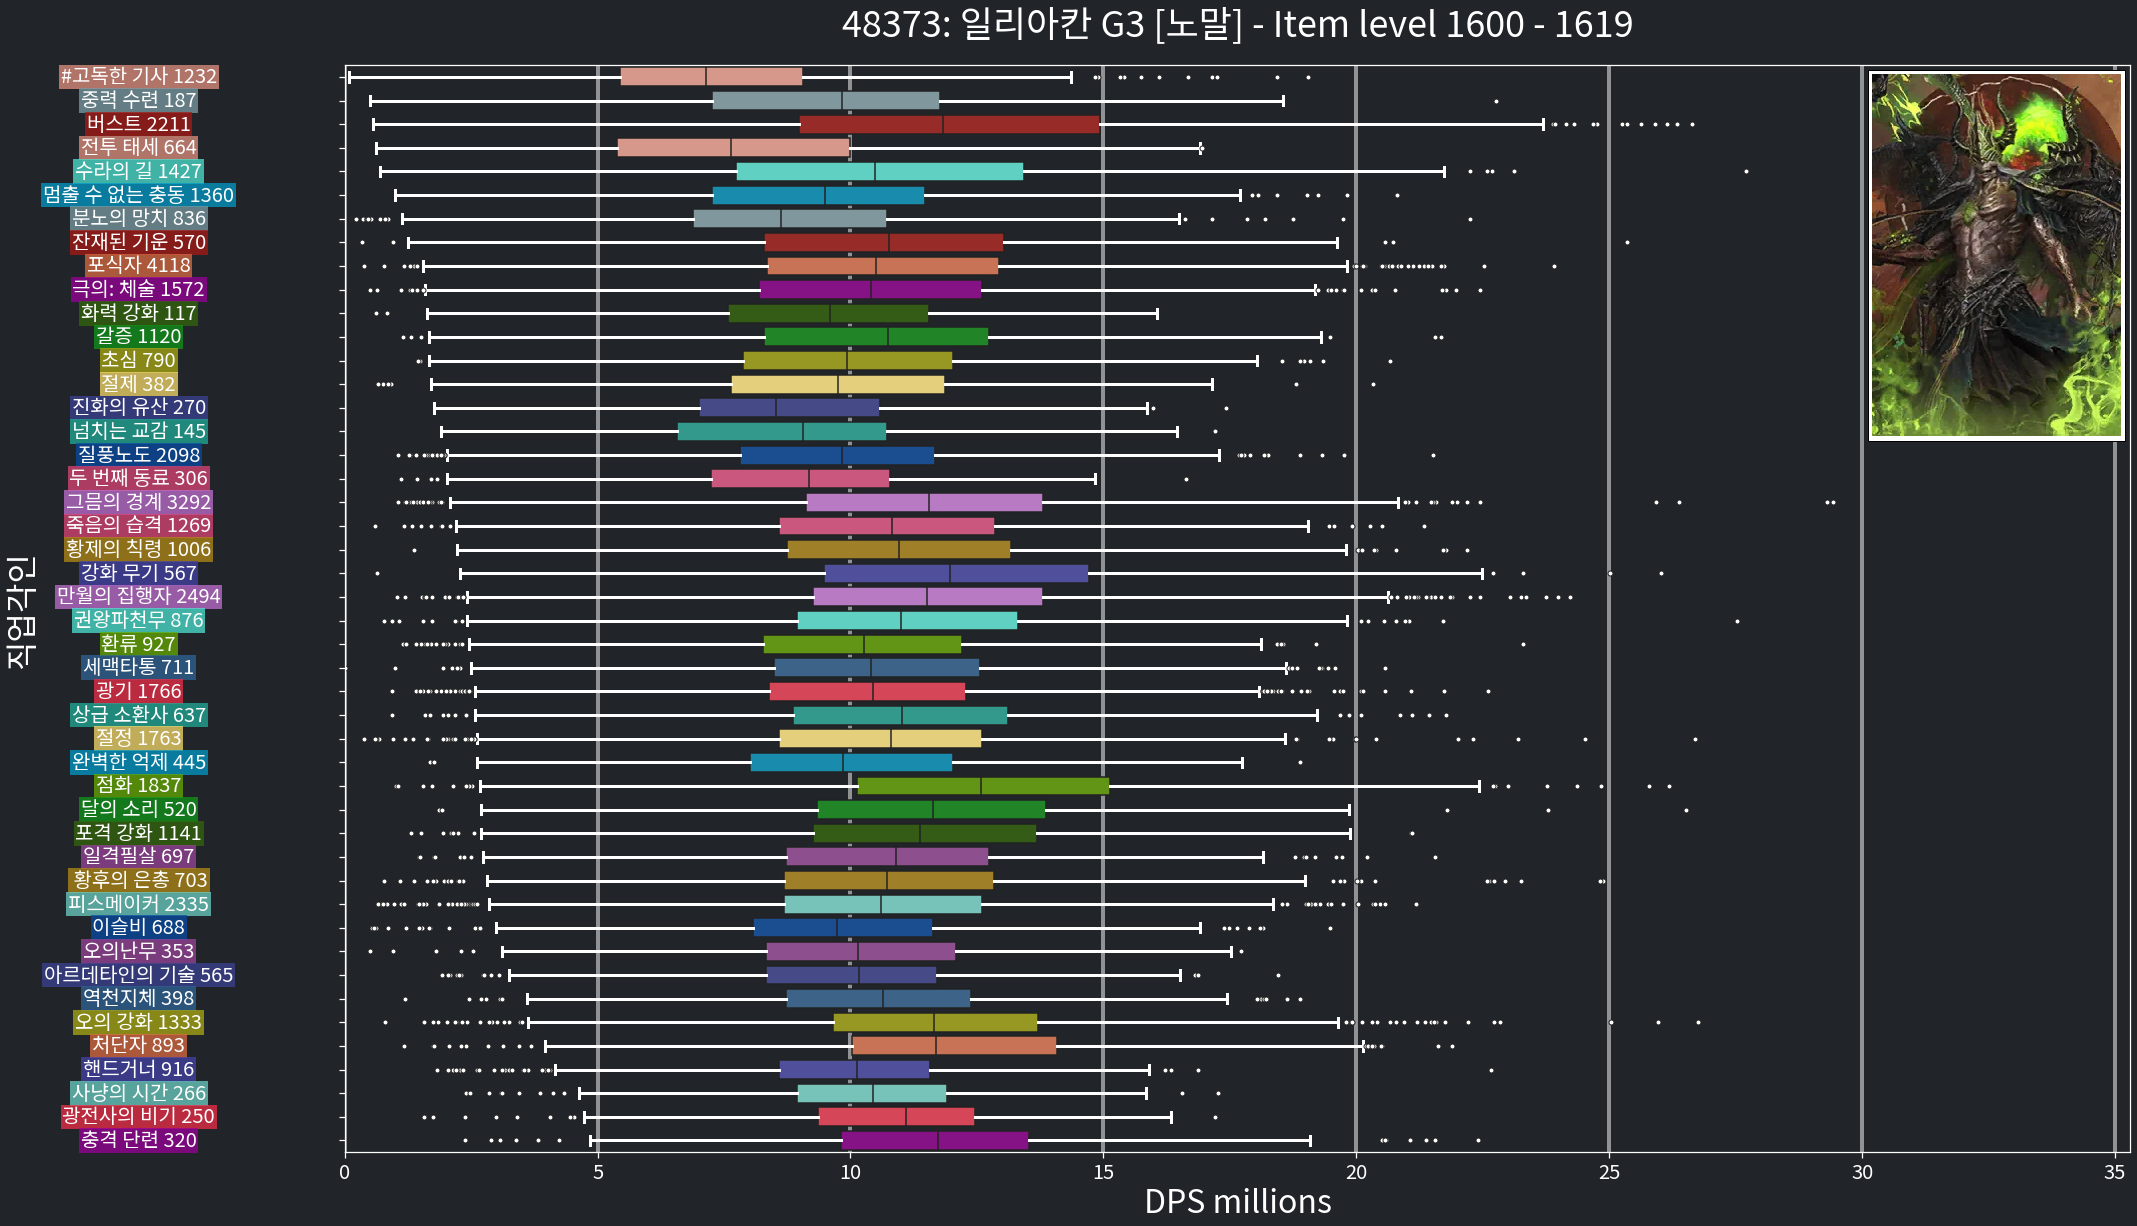 48373: 일리아칸 G3 [노말] - Item level 1600 - 1619
#고독한 기사 1232
중력 수련 187
버스트 2211
전투 태세 664
수라의 길 1427
멈출 수 없는 충동 1360
분노의 망치 836
잔재된 기운 570
포식자 4118
극의: 체술 1572
화력 강화 117
갈증 1120
초심 790
절제 382
진화의 유산 270
넘치는 교감 145
질풍노도 2098
두 번째 동료 306
그믐의 경계 3292
죽음의 습격 1269
황제의 칙령 1006
강화 무기 567
만월의 집행자 2494
권왕파천무 876
환류 927
세맥타통 711
광기 1766
상급 소환사 637
절정 1763
완벽한 억제 445
점화 1837
달의 소리 520
포격 강화 1141
일격필살 697
황후의 은총 703
피스메이커 2335
이슬비 688
오의난무 353
아르데타인의 기술 565
역천지체 398
오의 강화 1333
처단자 893
핸드거너 916
사냥의 시간 266
광전사의 비기 250
충격 단련 320
직업각인
0 5 10 15 20 25 30 35
DPS millions